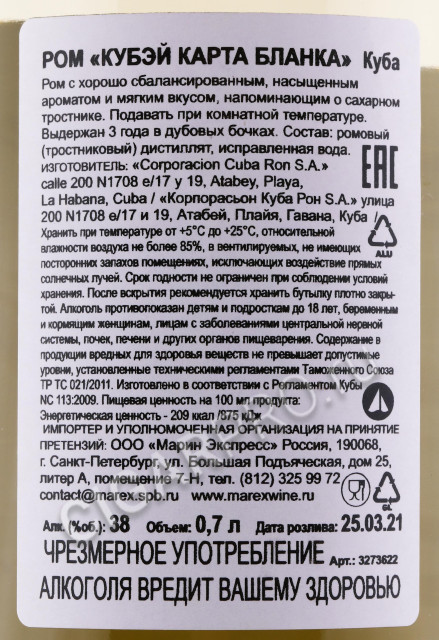 РОМ «КУБЭЙ КАРТА БЛАНКА» Куба
Ром с хорошо сбалансированным, насыщенным
ароматом и мягким вкусом, напоминающим о сахарном
тростнике. Подавать при комнатной температуре.
Выдержан 3 года в дубовых бочках. Состав: ромовый
(тростниковый) дистиллят, исправленная вода.
ИЗГОТОВИТЕЛЬ: «Corporacion Cuba Ron S.A.»
calle 200 N1708 e/17 y 19, Atabey, Playa,
La Habana, Cuba / «Корпорасьон Куба Рон S.A.» улица
200 N1708 e/17 и 19, Атабей, Плайя, Гавана, Куба /
Хранить при температуре от +5°С до +25°С, относительной
влажности воздуха не более 85%, в вентилируемых, не имеющих
посторонних запахов помещениях, исключающих воздействие прямых
солнечных лучей. Срок годности не ограничен при соблюдении условий
хранения. После вскрытия рекомендуется хранить бутылку плотно закры-
той. Алкоголь противопоказан детям и подросткам до 18 лет, беременным
и кормящим женщинам, лицам с заболеваниями центральной нервной
системы, почек, печени и других органов пищеварения. Содержание в
продукции вредных для здоровья веществ не превышает допустимые
уровни, установленные техническими регламентами Таможенного Союза
ТР ТС 021/2011. Изготовлено в соответствии с Регламентом Кубы
NC 113:2009. Пищевая ценность на 100 мл продукта:
Энергетическая ценность - 209 ккал /875 кДж
ИМПОРТЕР И УПОЛНОМОЧЕННАЯ ОРГАНИЗАЦИЯ НА ПРИНЯТИЕ
ПРЕТЕНЗИЙ: ООО «Марин Экспресс» Россия, 190068,
г. Санкт-Петербург, ул. Большая Подъяческая, дом 25,
литер А, помещение 7-Н, тел. (812) 325 99 72
contact@marex.spb.ru www.marexwine.ru
Алк. (%об.): 38 Объем: 0,7 л Дата розлива: 25.03.21
ЧРЕЗМЕРНОЕ УПОТРЕБЛЕНИЕ Арт.: 3273622
АЛКОГОЛЯ ВРЕДИТ ВАШЕМУ ЗДОРОВЬЮ
EAC
ALU
GL